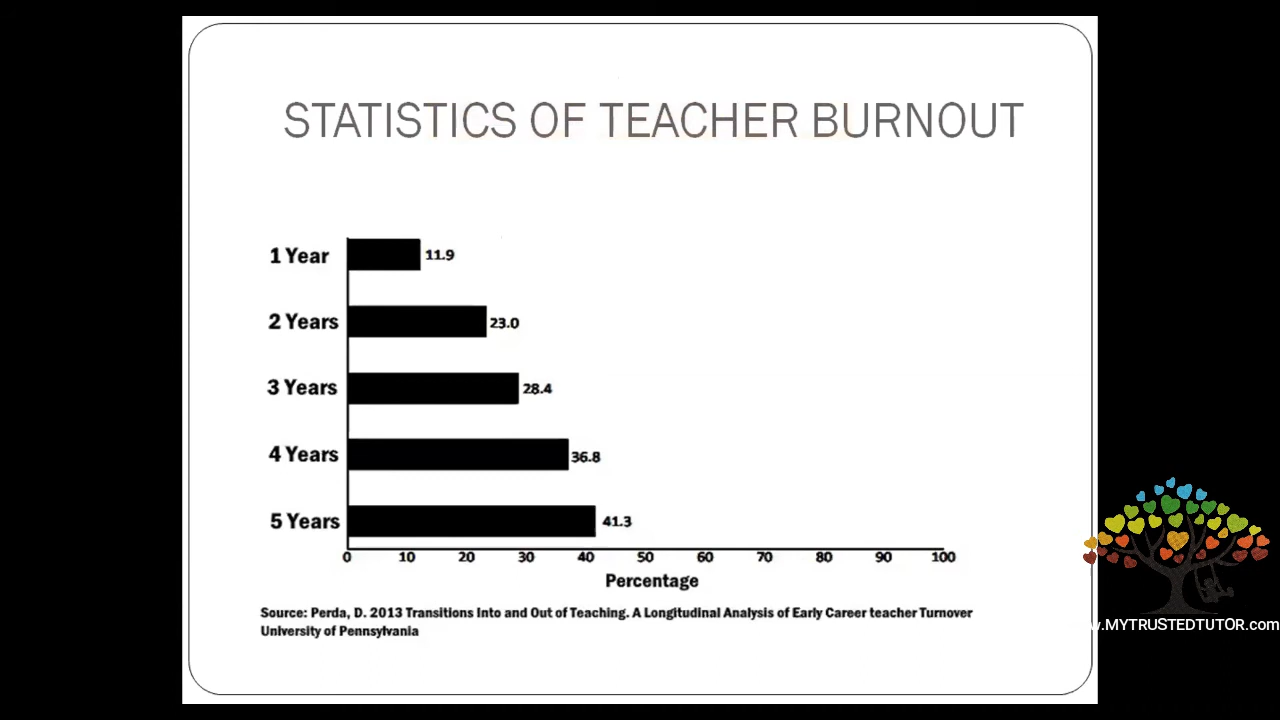 STATISTICS OF TEACHER BURNOUT
1 Year 11.9
2 Years 23.0
3 Years 28.4
4 Years 36.8
5 Years 41.3
0 10 20 30 40 50 60 70 80 90 100
Percentage
Source: Perda, D. 2013 Transitions Into and Out of Teaching. A Longitudinal Analysis of Early Career teacher Turnover
University of Pennsylvania
w.MYTRUSTEDTUTOR.com